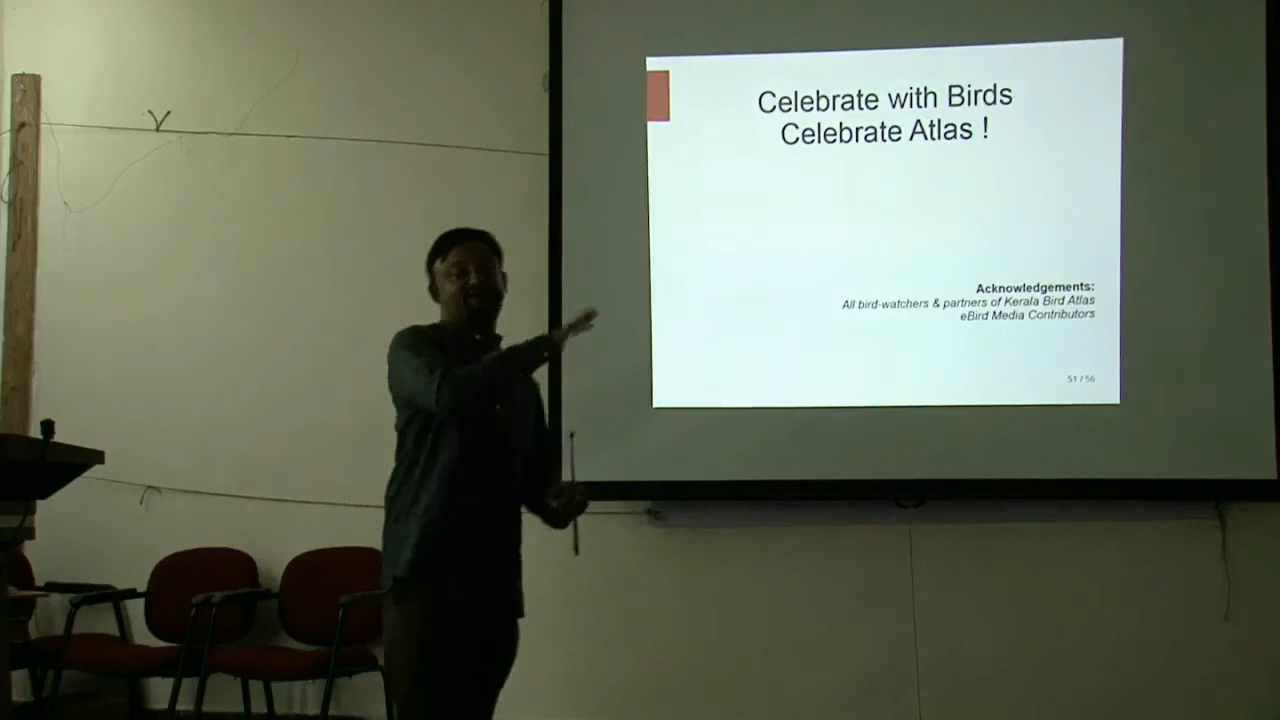 Celebrate with Birds
Celebrate Atlas !
Acknowledgements:
All bird-watchers & partners of Kerala Bird Atlas
eBird Media Contributors
51 / 56